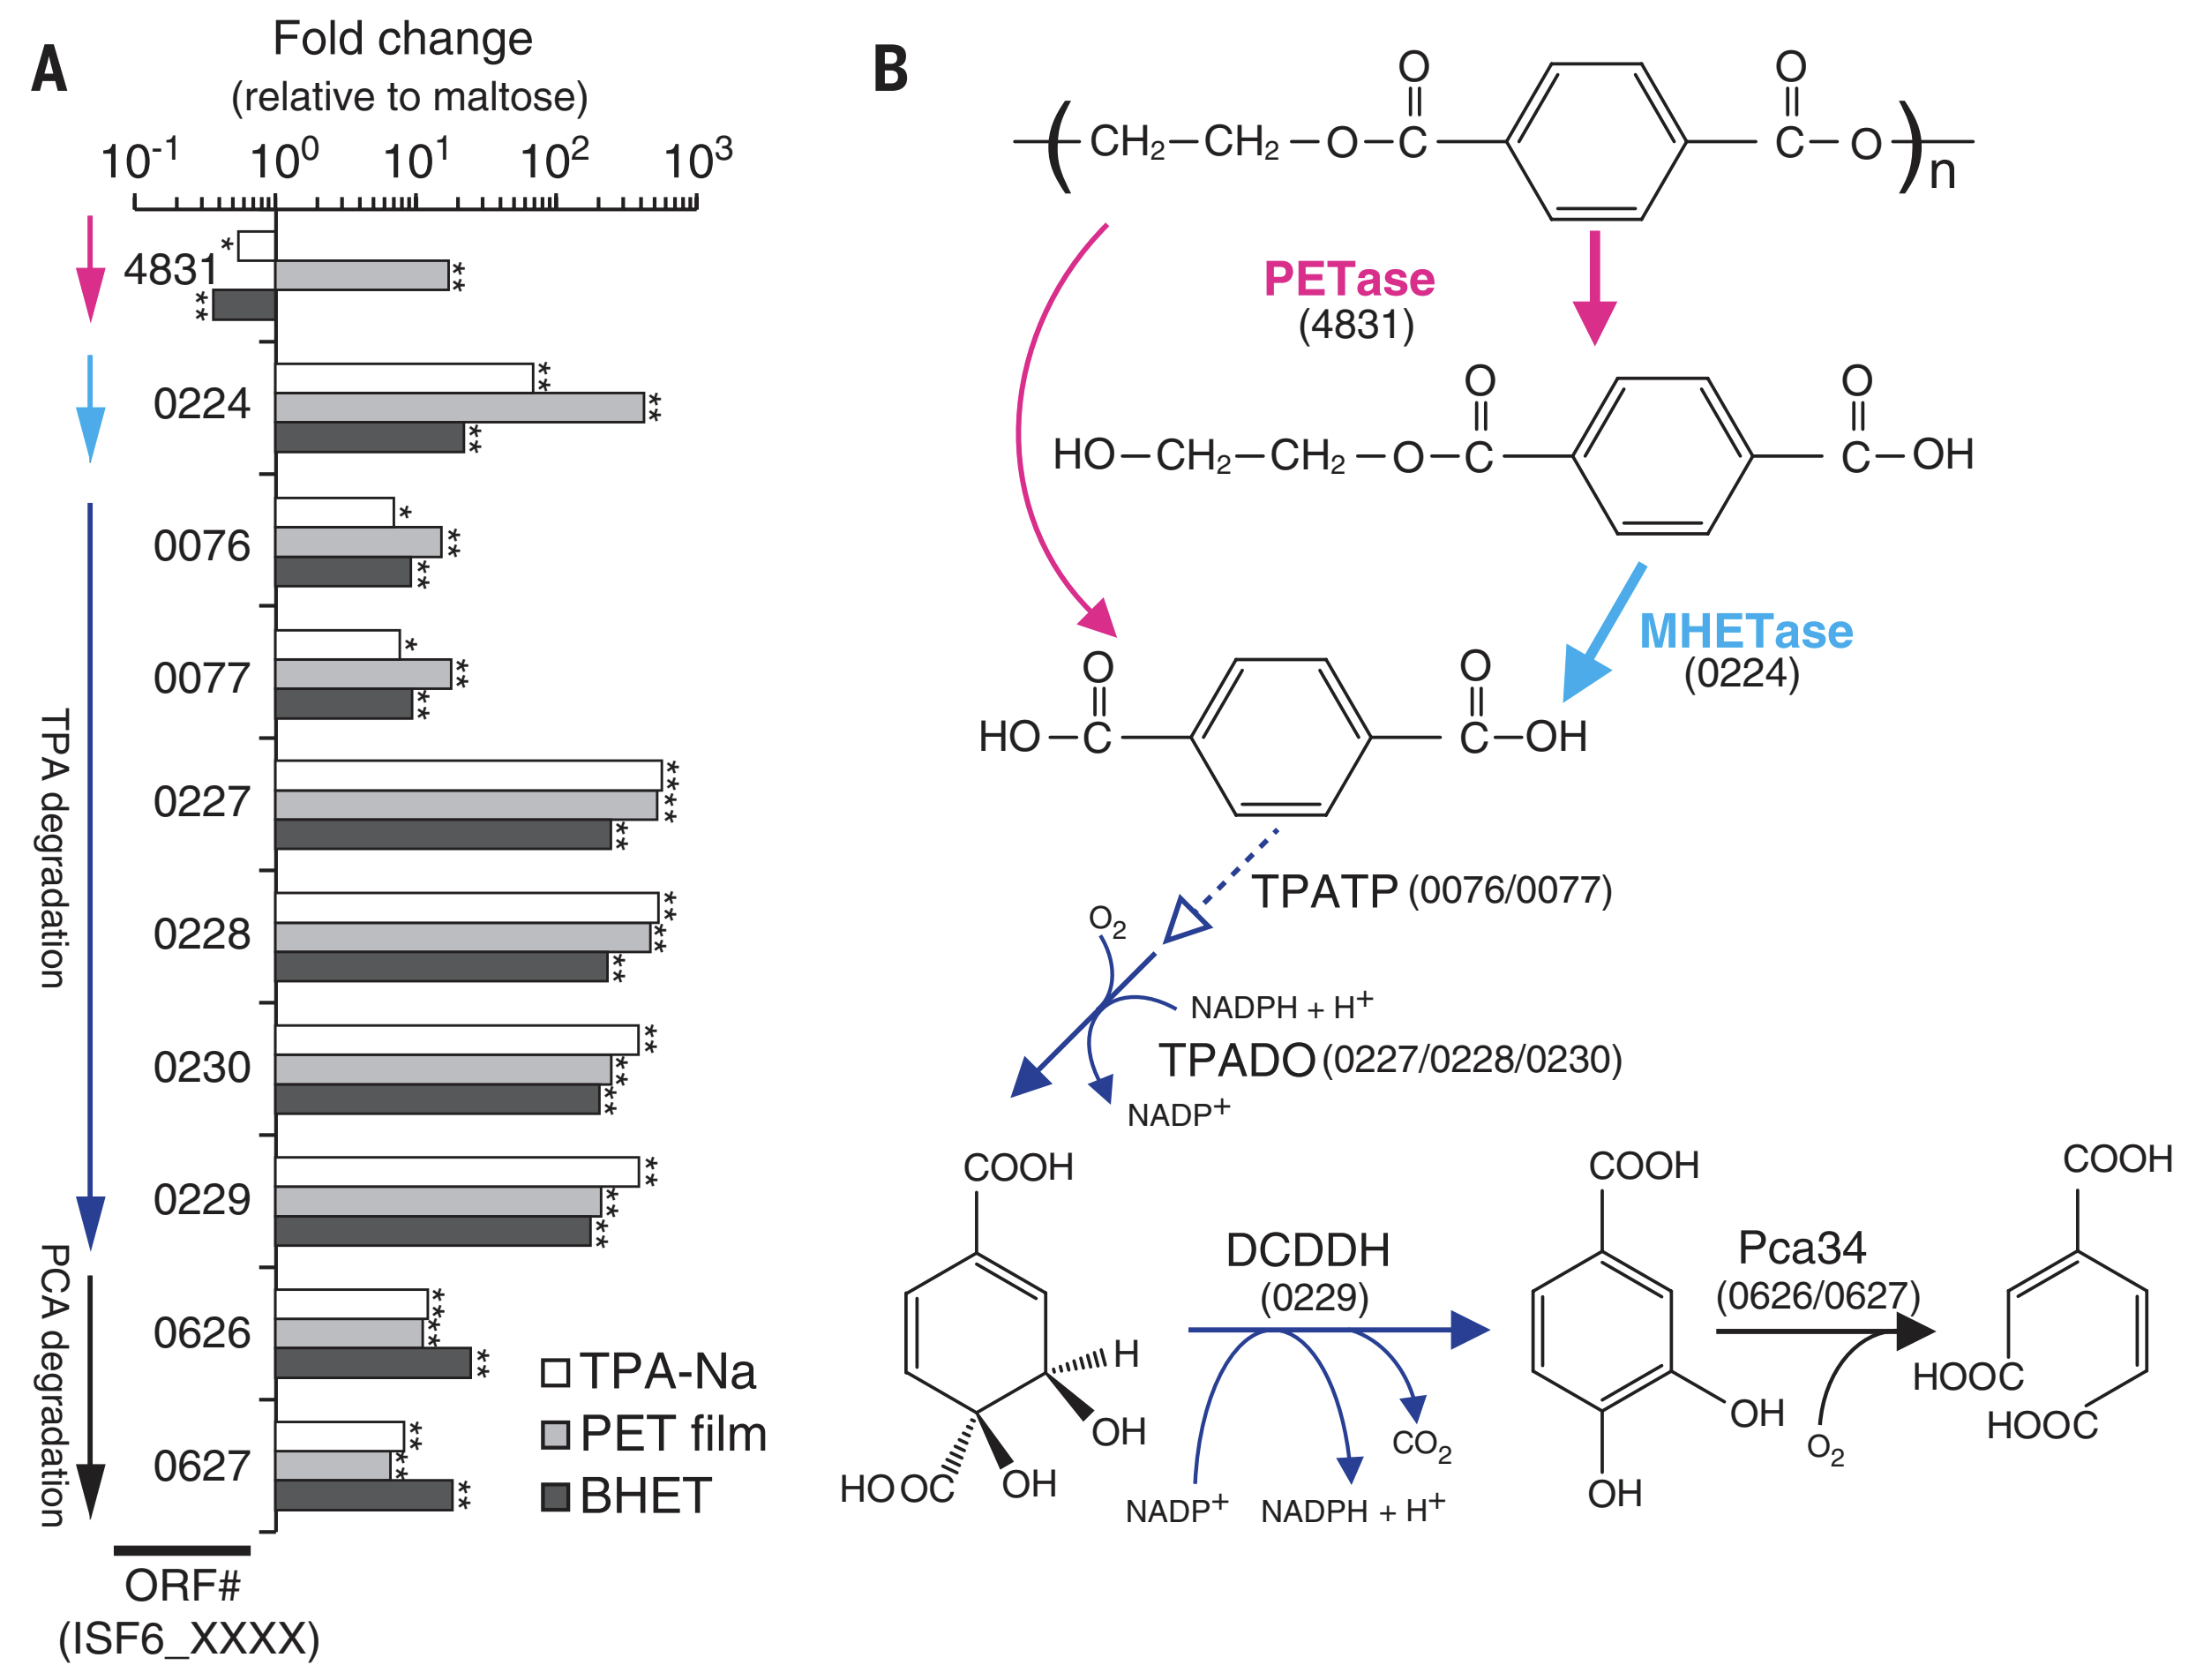 A
Fold change
(relative to maltose)
10-1 100 101 102 103
4831
* ** **
0224
** ** **
0076
* ** **
0077
* ** **
0227
** ** **
0228
** ** **
0230
** ** **
0229
** ** **
0626
** ** **
0627
** ** **
TPA degradation
PCA degradation
TPA-Na
PET film
BHET
ORF#
(ISF6_XXXX)
B
O O
( CH2 CH2 O C C O )n
PETase
(4831)
O O
HO CH2 CH2 O C C OH
MHETase
(0224)
O O
HO C C OH
TPATP (0076/0077)
O2
NADPH + H+
TPADO (0227/0228/0230)
NADP+
COOH
H
OH
OH
HOOC
DCDDH
(0229)
NADP+
NADPH + H+
CO2
COOH
OH
OH
Pca34
(0626/0627)
O2
COOH
HOOC
HOOC